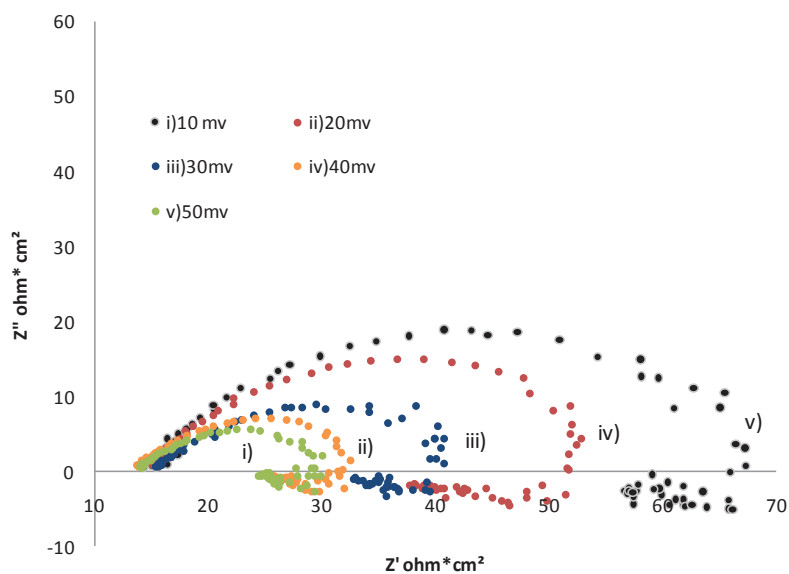 60
50
40
30
20
10
0
-10
i)10 mv
ii)20mv
iii)30mv
iv)40mv
v)50mv
Z" ohm* cm²
i)
ii)
iii)
iv)
v)
10 20 30 40 50 60 70
Z' ohm*cm²